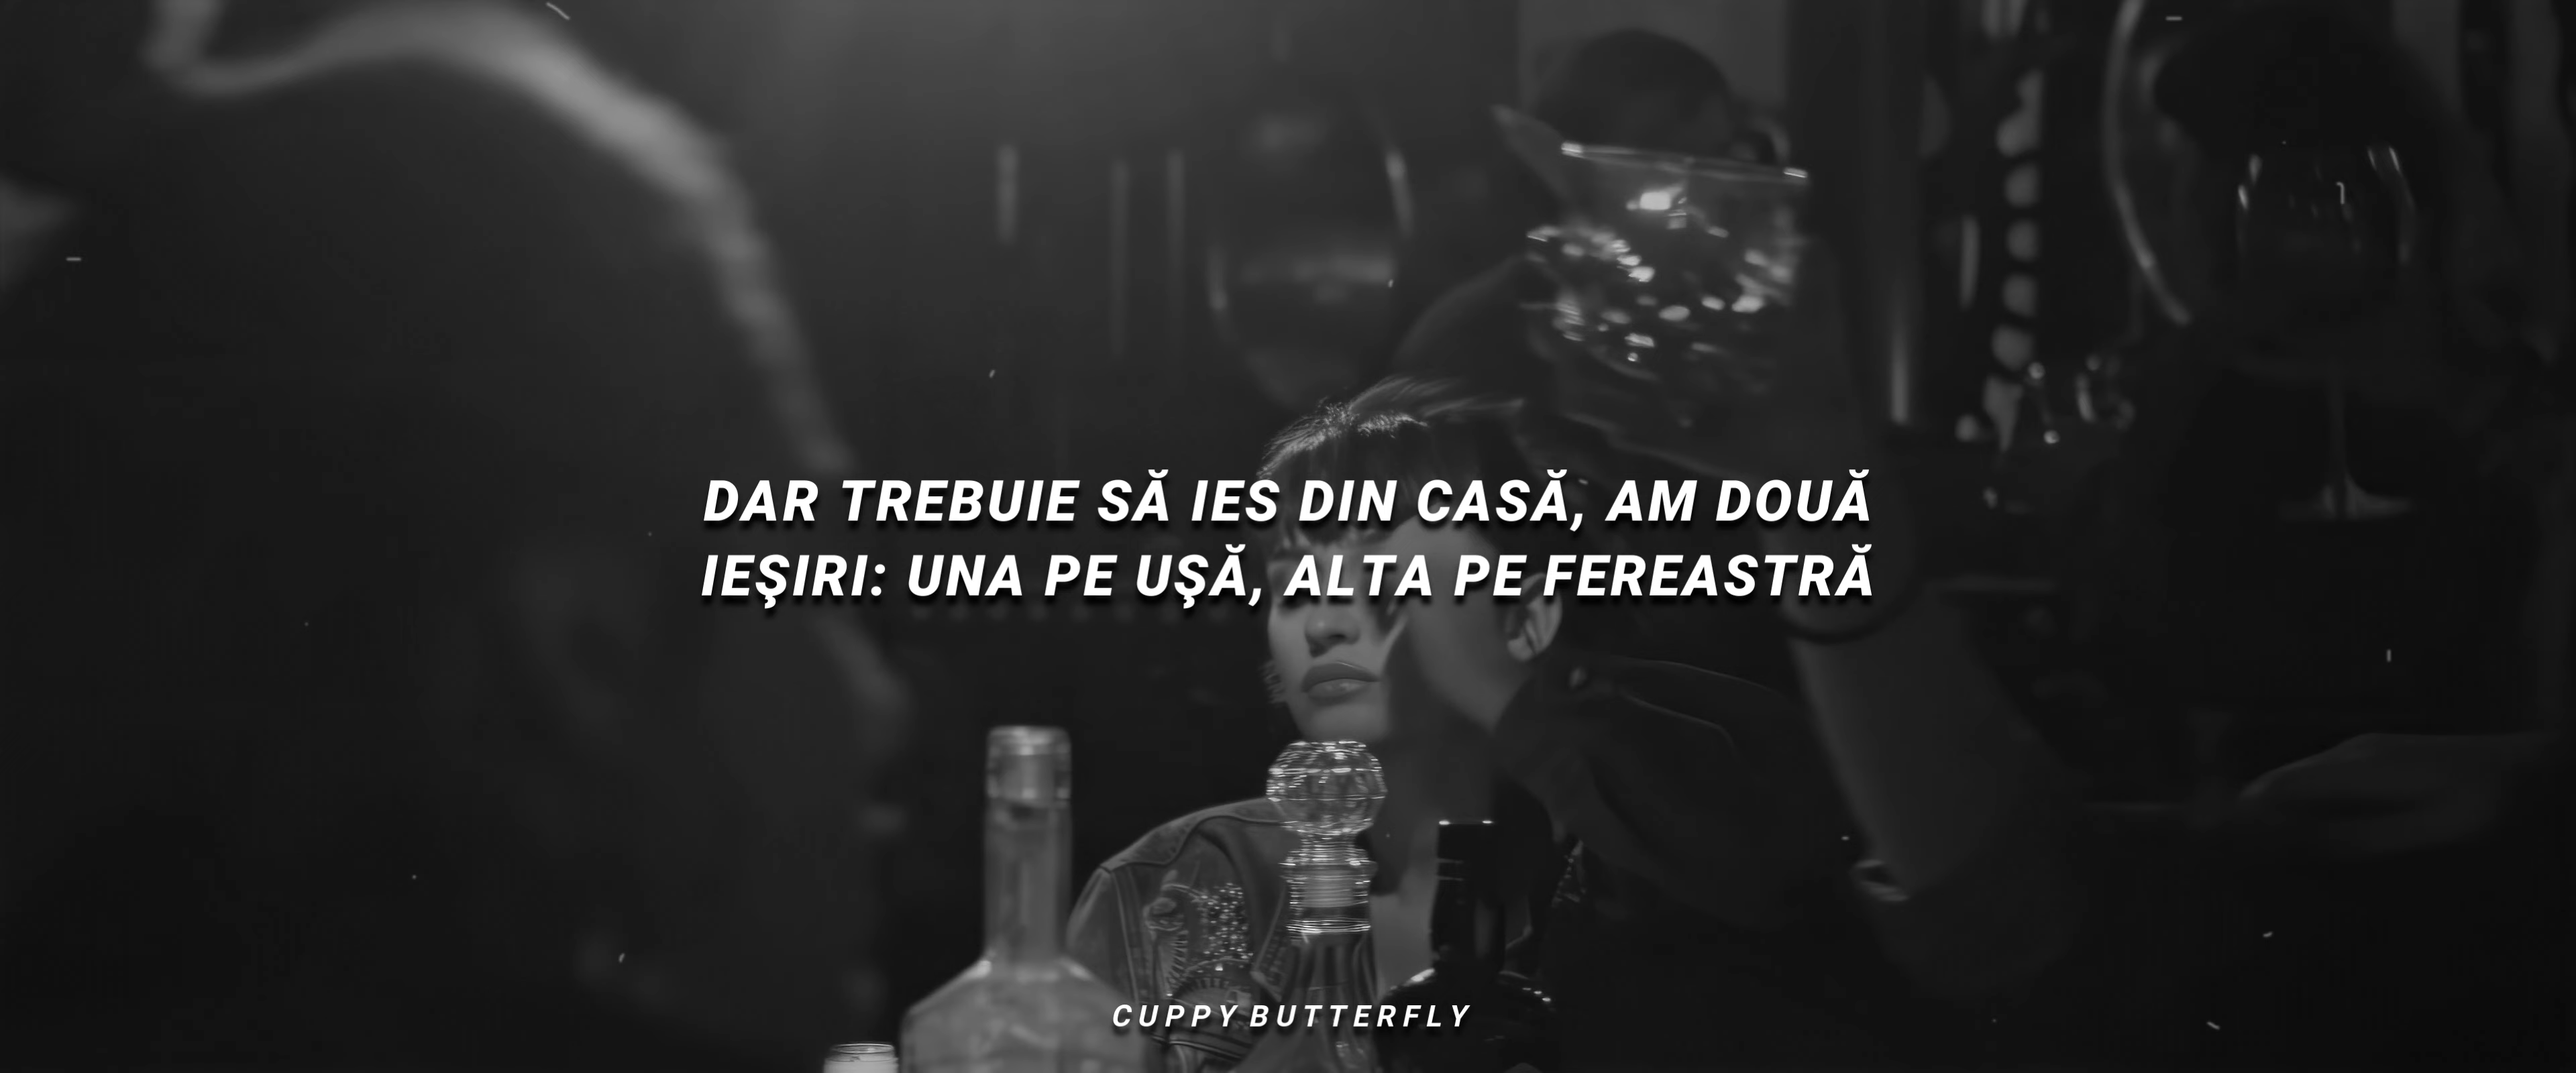 DAR TREBUIE SĂ IES DIN CASĂ, AM DOUĂ
IEŞIRI: UNA PE UŞĂ, ALTA PE FEREASTRĂ
CUPPY BUTTERFLY